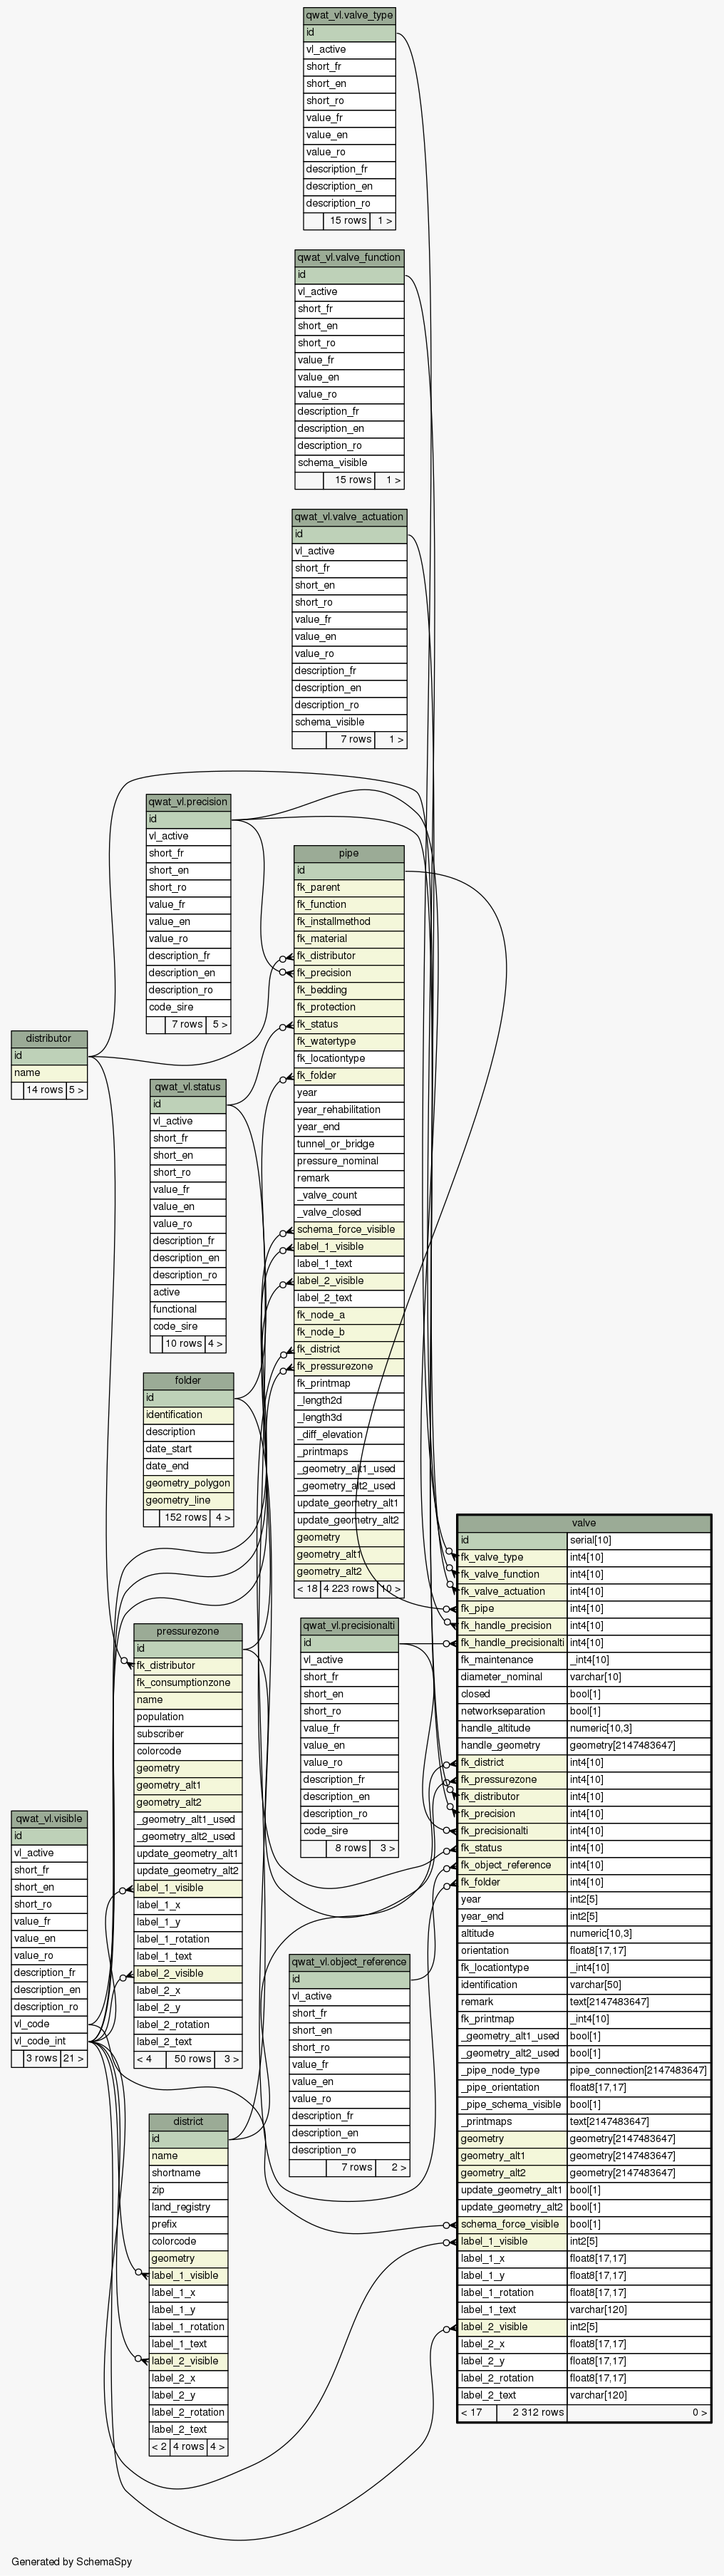 qwat_vl.valve_type
id
vl_active
short_fr
short_en
short_ro
value_fr
value_en
value_ro
description_fr
description_en
description_ro
15 rows 1 >
qwat_vl.valve_function
id
vl_active
short_fr
short_en
short_ro
value_fr
value_en
value_ro
description_fr
description_en
description_ro
schema_visible
15 rows 1 >
qwat_vl.valve_actuation
id
vl_active
short_fr
short_en
short_ro
value_fr
value_en
value_ro
description_fr
description_en
description_ro
schema_visible
7 rows 1 >
qwat_vl.precision
id
vl_active
short_fr
short_en
short_ro
value_fr
value_en
value_ro
description_fr
description_en
description_ro
code_sire
7 rows 5 >
pipe
id
fk_parent
fk_function
fk_installmethod
fk_material
fk_distributor
fk_precision
fk_bedding
fk_protection
fk_status
fk_watertype
fk_locationtype
fk_folder
year
year_rehabilitation
year_end
tunnel_or_bridge
pressure_nominal
remark
_valve_count
_valve_closed
schema_force_visible
label_1_visible
label_1_text
label_2_visible
label_2_text
fk_node_a
fk_node_b
fk_district
fk_pressurezone
fk_printmap
_length2d
_length3d
_diff_elevation
_printmaps
_geometry_alt1_used
_geometry_alt2_used
update_geometry_alt1
update_geometry_alt2
geometry
geometry_alt1
geometry_alt2
< 18 4 223 rows 10 >
distributor
id
name
14 rows 5 >
qwat_vl.status
id
vl_active
short_fr
short_en
short_ro
value_fr
value_en
value_ro
description_fr
description_en
description_ro
active
functional
code_sire
10 rows 4 >
folder
id
identification
description
date_start
date_end
geometry_polygon
geometry_line
152 rows 4 >
valve
id serial[10]
fk_valve_type int4[10]
fk_valve_function int4[10]
fk_valve_actuation int4[10]
fk_pipe int4[10]
fk_handle_precision int4[10]
fk_handle_precisionalti int4[10]
fk_maintenance _int4[10]
diameter_nominal varchar[10]
closed bool[1]
networkseparation bool[1]
handle_altitude numeric[10,3]
handle_geometry geometry[2147483647]
fk_district int4[10]
fk_pressurezone int4[10]
fk_distributor int4[10]
fk_precision int4[10]
fk_precisionalti int4[10]
fk_status int4[10]
fk_object_reference int4[10]
fk_folder int4[10]
year int2[5]
year_end int2[5]
altitude numeric[10,3]
orientation float8[17,17]
fk_locationtype _int4[10]
identification varchar[50]
remark text[2147483647]
fk_printmap _int4[10]
_geometry_alt1_used bool[1]
_geometry_alt2_used bool[1]
_pipe_node_type pipe_connection[2147483647]
_pipe_orientation float8[17,17]
_pipe_schema_visible bool[1]
_printmaps text[2147483647]
geometry geometry[2147483647]
geometry_alt1 geometry[2147483647]
geometry_alt2 geometry[2147483647]
update_geometry_alt1 bool[1]
update_geometry_alt2 bool[1]
schema_force_visible bool[1]
label_1_visible int2[5]
label_1_x float8[17,17]
label_1_y float8[17,17]
label_1_rotation float8[17,17]
label_1_text varchar[120]
label_2_visible int2[5]
label_2_x float8[17,17]
label_2_y float8[17,17]
label_2_rotation float8[17,17]
label_2_text varchar[120]
< 17 2 312 rows 0 >
qwat_vl.precisionalti
id
vl_active
short_fr
short_en
short_ro
value_fr
value_en
value_ro
description_fr
description_en
description_ro
code_sire
8 rows 3 >
pressurezone
id
fk_distributor
fk_consumptionzone
name
population
subscriber
colorcode
geometry
geometry_alt1
geometry_alt2
_geometry_alt1_used
_geometry_alt2_used
update_geometry_alt1
update_geometry_alt2
label_1_visible
label_1_x
label_1_y
label_1_rotation
label_1_text
label_2_visible
label_2_x
label_2_y
label_2_rotation
label_2_text
< 4 50 rows 3 >
qwat_vl.visible
id
vl_active
short_fr
short_en
short_ro
value_fr
value_en
value_ro
description_fr
description_en
description_ro
vl_code
vl_code_int
3 rows 21 >
qwat_vl.object_reference
id
vl_active
short_fr
short_en
short_ro
value_fr
value_en
value_ro
description_fr
description_en
description_ro
7 rows 2 >
district
id
name
shortname
zip
land_registry
prefix
colorcode
geometry
label_1_visible
label_1_x
label_1_y
label_1_rotation
label_1_text
label_2_visible
label_2_x
label_2_y
label_2_rotation
label_2_text
< 2 4 rows 4 >
Generated by SchemaSpy